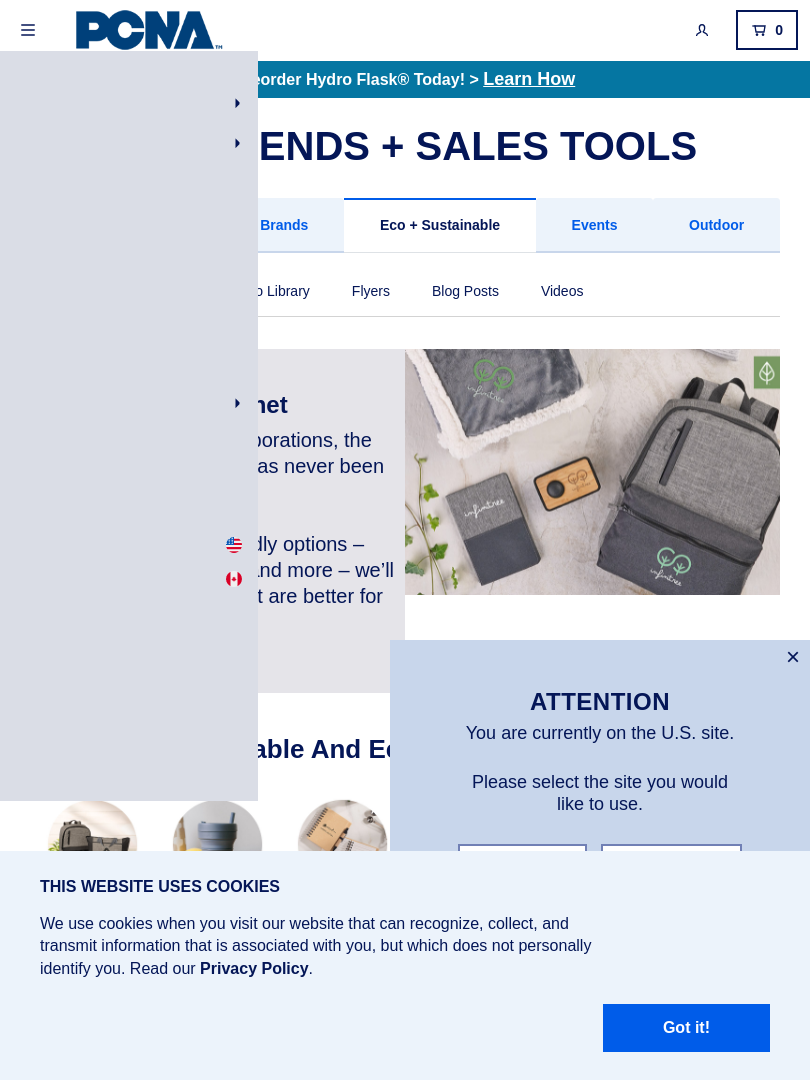 PCNA™
0
eorder Hydro Flask® Today! > Learn How
ENDS + SALES TOOLS
Brands
Eco + Sustainable
Events
Outdoor
o Library
Flyers
Blog Posts
Videos
net
porations, the
as never been
dly options –
and more – we'll
t are better for
infinitree
infinitree
infinitree
able And Ec
×
ATTENTION
You are currently on the U.S. site.
Please select the site you would
like to use.
THIS WEBSITE USES COOKIES
We use cookies when you visit our website that can recognize, collect, and
transmit information that is associated with you, but which does not personally
identify you. Read our Privacy Policy.
Got it!